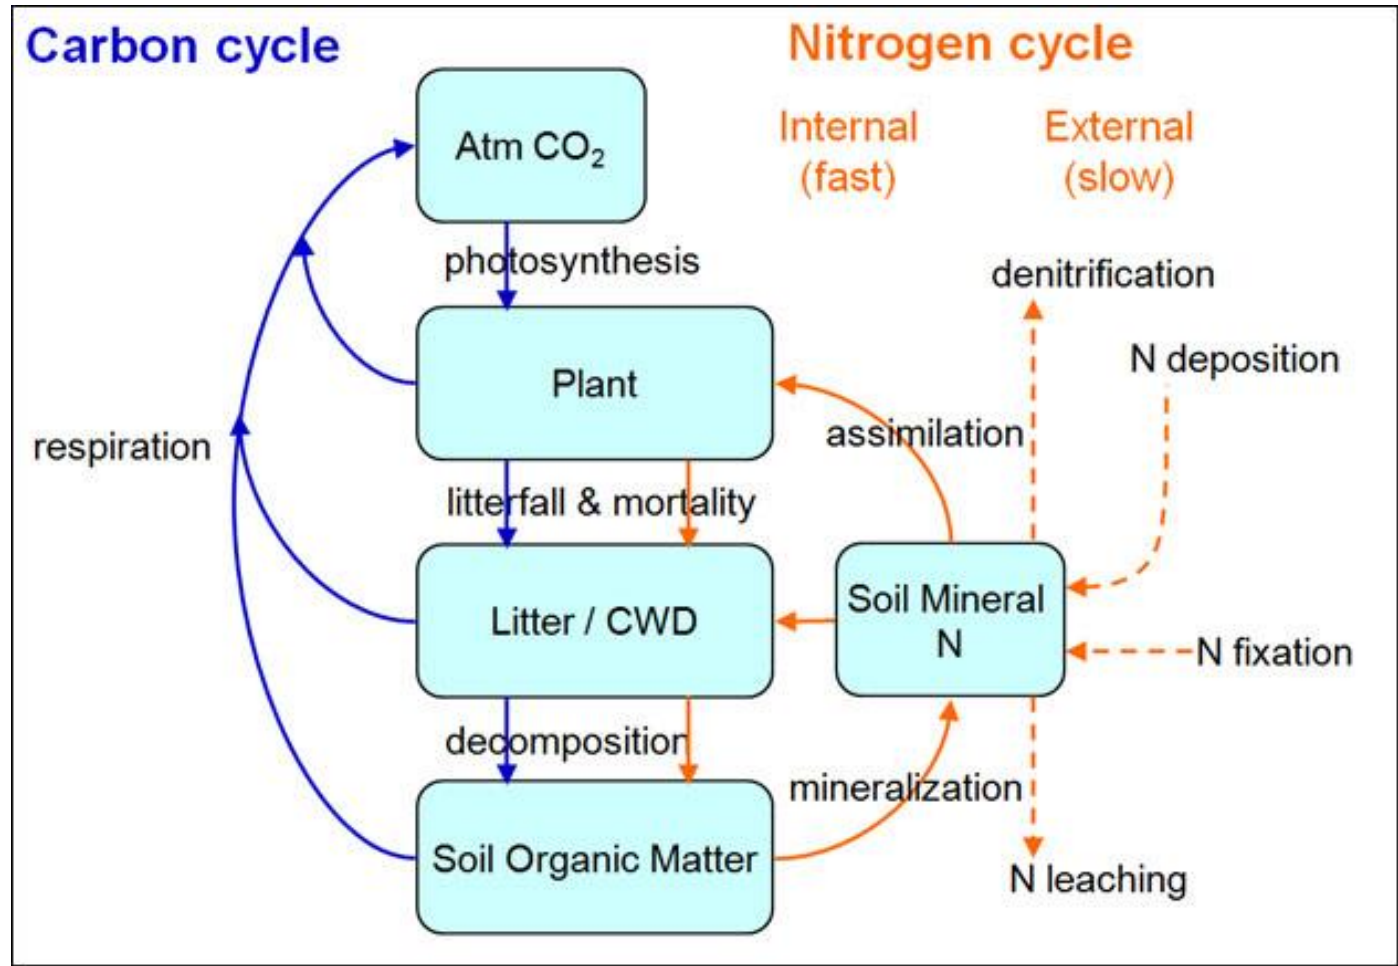 Carbon cycle
Nitrogen cycle
Internal
(fast)
External
(slow)
Atm CO₂
photosynthesis
denitrification
N deposition
Plant
assimilation
respiration
litterfall & mortality
Litter / CWD
Soil Mineral
N
N fixation
decomposition
mineralization
Soil Organic Matter
N leaching